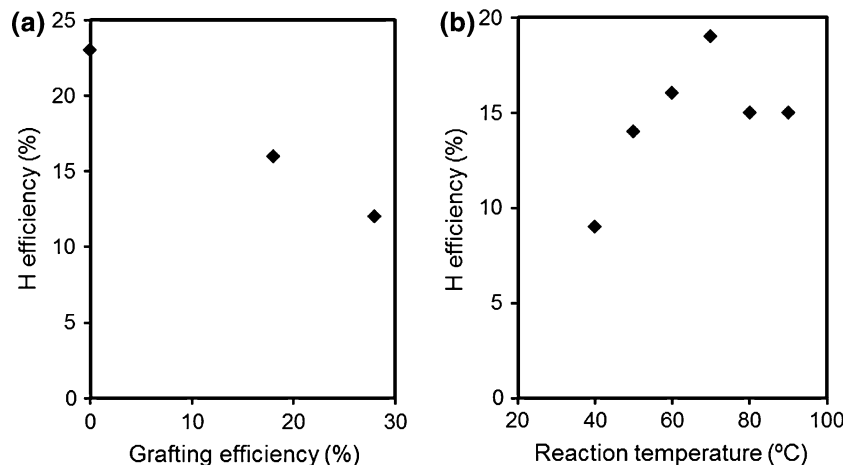 (a)
25
20
15
10
5
0
H efficiency (%)
0 10 20 30
Grafting efficiency (%)
(b)
20
15
10
5
0
H efficiency (%)
20 40 60 80 100
Reaction temperature (ºC)